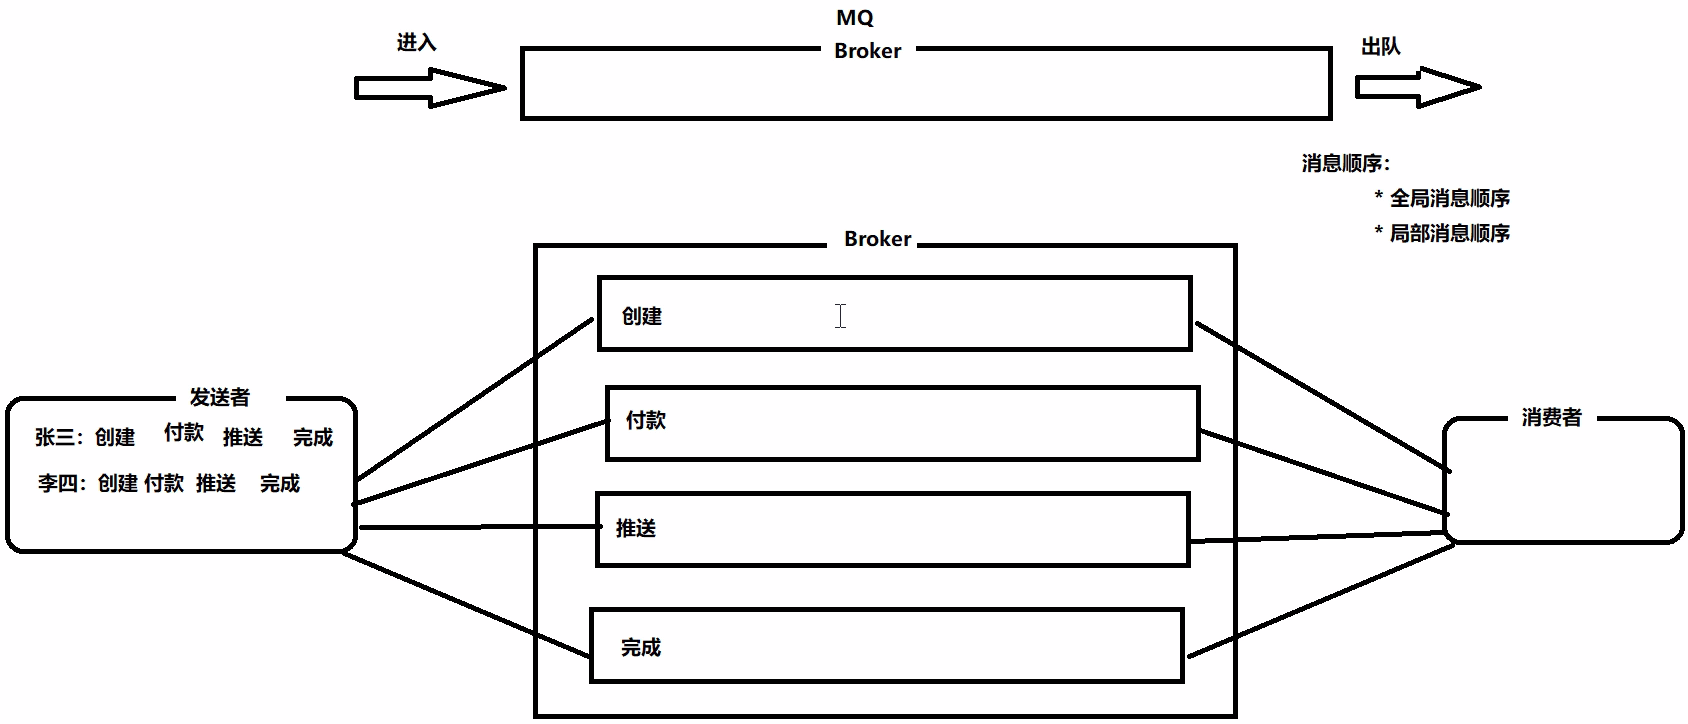 MQ
进入
Broker
出队
消息顺序：
* 全局消息顺序
* 局部消息顺序
Broker
创建
发送者
张三：创建 付款 推送 完成
李四：创建 付款 推送 完成
付款
消费者
推送
完成